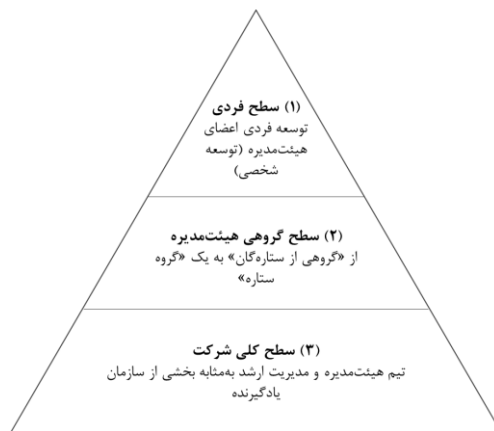 (۱) سطح فردی
توسعه فردی اعضای
هیئت‌مدیره (توسعه
شخصی)
(۲) سطح گروهی هیئت‌مدیره
از «گروهی از ستاره‌گان» به یک «گروه
ستاره»
(۳) سطح کلی شرکت
تیم هیئت‌مدیره و مدیریت ارشد به‌مثابه بخشی از سازمان
یادگیرنده